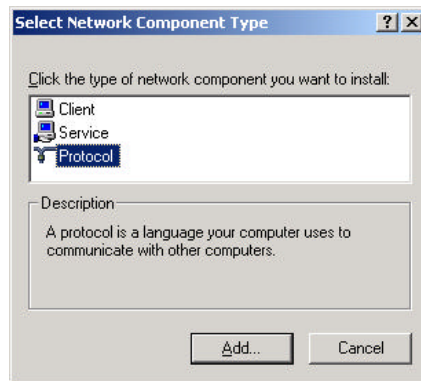 Select Network Component Type
Click the type of network component you want to install:
Client
Service
Protocol
Description
A protocol is a language your computer uses to
communicate with other computers.
Add...
Cancel